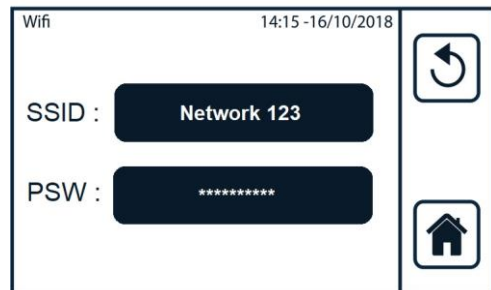 Wifi 14:15 -16/10/2018
SSID : Network 123
PSW : **********